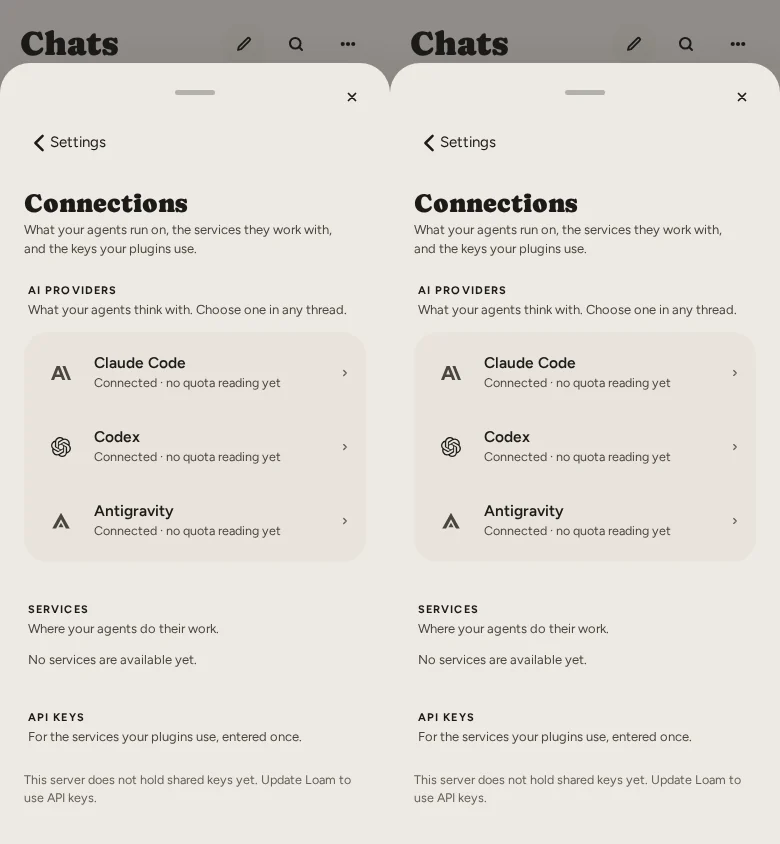 Chats
Settings
Connections
What your agents run on, the services they work with,
and the keys your plugins use.
AI PROVIDERS
What your agents think with. Choose one in any thread.
Claude Code
Connected · no quota reading yet
Codex
Connected · no quota reading yet
Antigravity
Connected · no quota reading yet
SERVICES
Where your agents do their work.
No services are available yet.
API KEYS
For the services your plugins use, entered once.
This server does not hold shared keys yet. Update Loam to
use API keys.
Chats
Settings
Connections
What your agents run on, the services they work with,
and the keys your plugins use.
AI PROVIDERS
What your agents think with. Choose one in any thread.
Claude Code
Connected · no quota reading yet
Codex
Connected · no quota reading yet
Antigravity
Connected · no quota reading yet
SERVICES
Where your agents do their work.
No services are available yet.
API KEYS
For the services your plugins use, entered once.
This server does not hold shared keys yet. Update Loam to
use API keys.